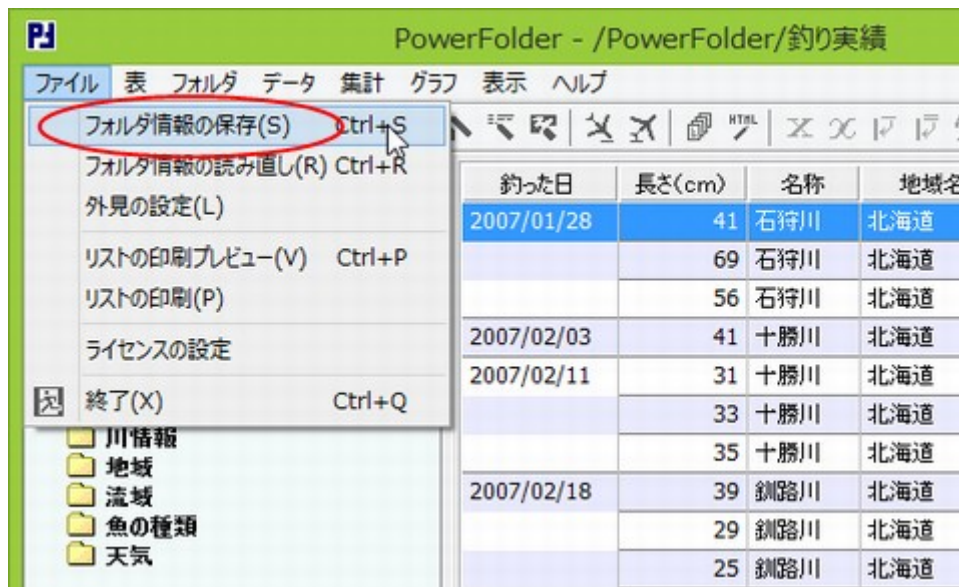 PowerFolder - /PowerFolder/釣り実績
ファイル 表 フォルダ データ 集計 グラフ 表示 ヘルプ
フォルダ情報の保存(S) Ctrl+S
フォルダ情報の読み直し(R) Ctrl+R
外見の設定(L)
リストの印刷プレビュー(V) Ctrl+P
リストの印刷(P)
ライセンスの設定
終了(X) Ctrl+Q
川情報
地域
流域
魚の種類
天気
HTML
釣った日 長さ(cm) 名称 地域名
2007/01/28 41 石狩川 北海道
69 石狩川 北海道
56 石狩川 北海道
2007/02/03 41 十勝川 北海道
2007/02/11 31 十勝川 北海道
33 十勝川 北海道
35 十勝川 北海道
2007/02/18 39 釧路川 北海道
29 釧路川 北海道
25 釧路川 北海道